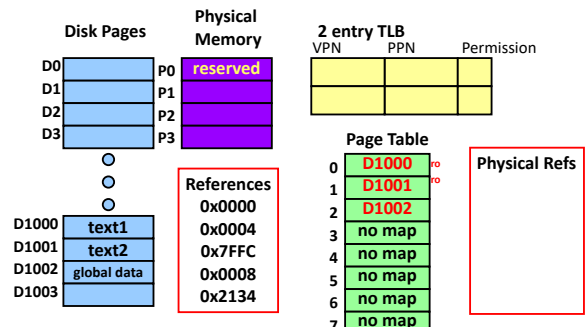 Disk Pages
D0
D1
D2
D3
D1000 text1
D1001 text2
D1002 global data
D1003
Physical
Memory
P0 reserved
P1
P2
P3
References
0x0000
0x0004
0x7FFC
0x0008
0x2134
2 entry TLB
VPN PPN Permission
Page Table
0 D1000 ro
1 D1001 ro
2 D1002
3 no map
4 no map
5 no map
6 no map
7 no map
Physical Refs